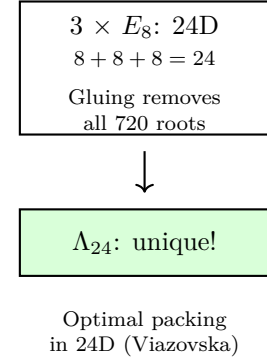 3 × E₈: 24D
8 + 8 + 8 = 24
Gluing removes
all 720 roots
Λ₂₄: unique!
Optimal packing
in 24D (Viazovska)